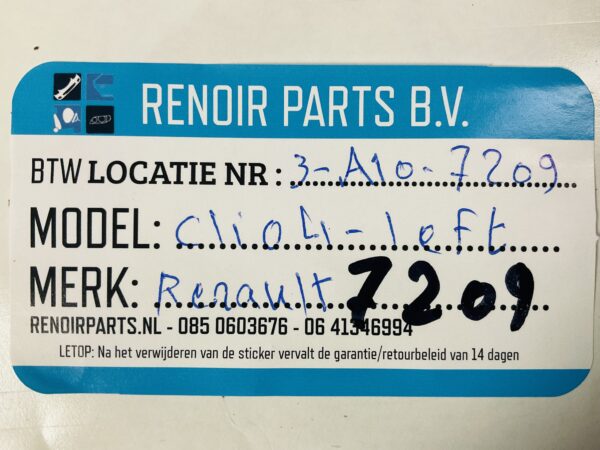 RENOIR PARTS B.V.
BTW LOCATIE NR : 3-A10-7209
MODEL: Clio4-left
MERK: Renault 7209
RENOIRPARTS.NL - 085 0603676 - 06 41346994
LETOP: Na het verwijderen van de sticker vervalt de garantie/retourbeleid van 14 dagen